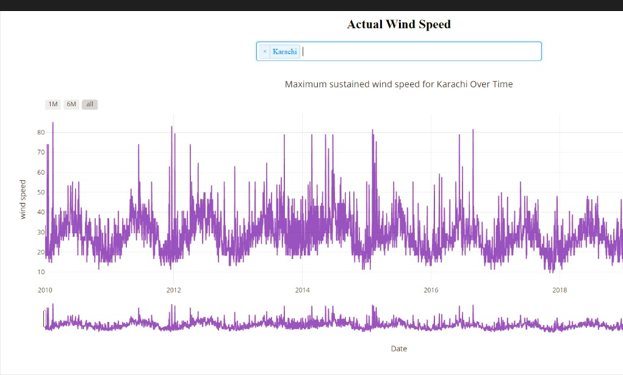 Actual Wind Speed
× Karachi
Maximum sustained wind speed for Karachi Over Time
1M 6M all
80
70
60
50
40
30
20
10
wind speed
2010 2012 2014 2016 2018
Date